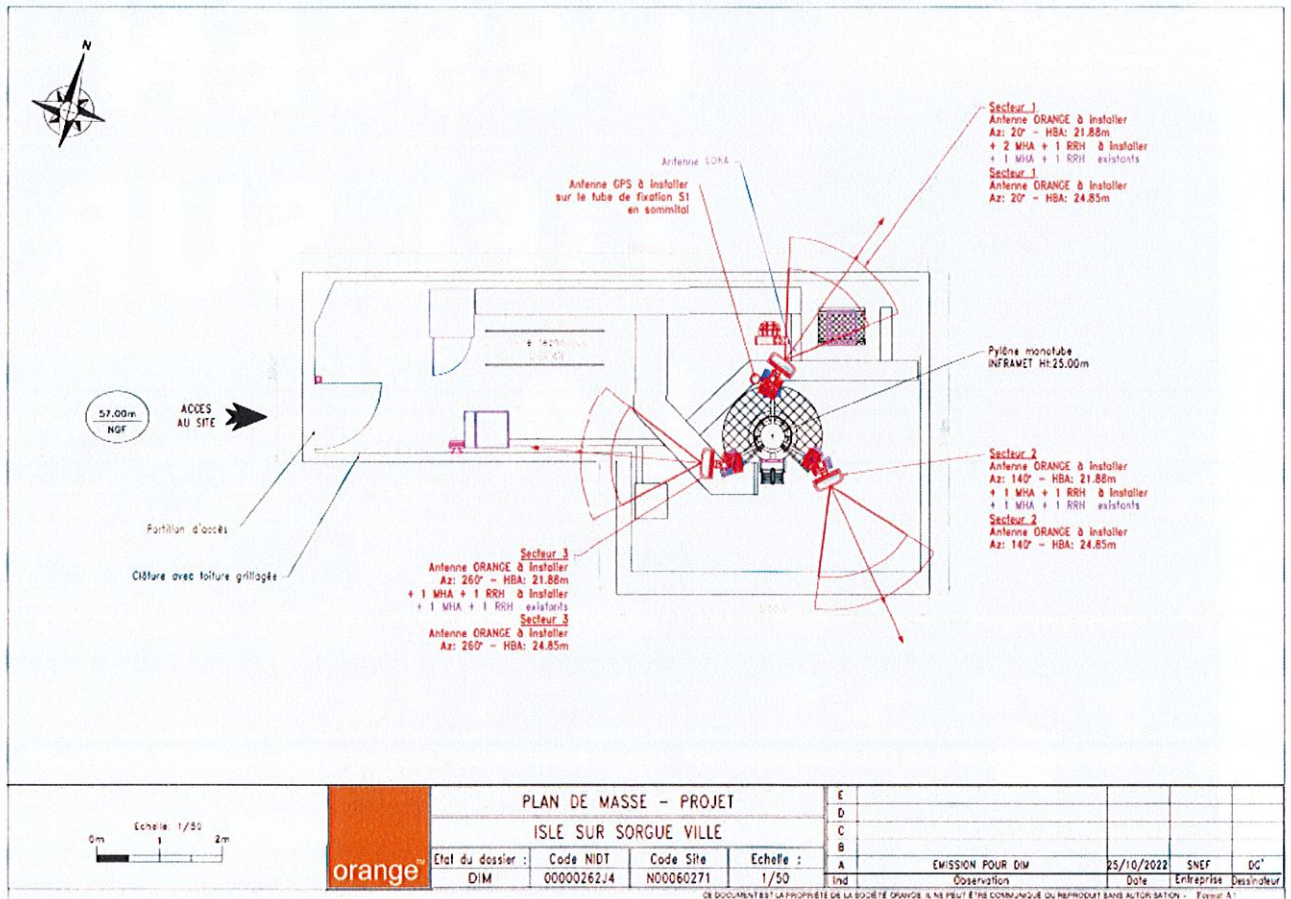 N
Secteur 1
Antenne ORANGE à installer
Az: 20° - HBA: 21.88m
+ 2 MHA + 1 RRH à installer
+ 1 MHA + 1 RRH existants
Secteur 1
Antenne ORANGE à installer
Az: 20° - HBA: 24.85m
Antenne LORA
Antenne GPS à installer
sur le tube de fixation S1
en sommital
Pylône monotube
INFRAMET Ht:25.00m
57.00m
NGF
ACCES
AU SITE
Secteur 2
Antenne ORANGE à installer
Az: 140° - HBA: 21.88m
+ 1 MHA + 1 RRH à installer
+ 1 MHA + 1 RRH existants
Secteur 2
Antenne ORANGE à installer
Az: 140° - HBA: 24.85m
Portillon d'accès
Clôture avec toiture grillagée
Secteur 3
Antenne ORANGE à installer
Az: 260° - HBA: 21.88m
+ 1 MHA + 1 RRH à installer
+ 1 MHA + 1 RRH existants
Secteur 3
Antenne ORANGE à installer
Az: 260° - HBA: 24.85m
Echelle: 1/50
0m 1 2m
orange™
PLAN DE MASSE - PROJET
ISLE SUR SORGUE VILLE
Etat du dossier : Code NIDT Code Site Echelle :
DIM 00000262J4 N00060271 1/50
E
D
C
B
A EMISSION POUR DIM 25/10/2022 SNEF DG
Ind Observation Date Entreprise Dessinateur
CE DOCUMENT EST LA PROPRIÉTÉ DE LA SOCIÉTÉ ORANGE. IL NE PEUT ÊTRE COMMUNIQUÉ OU REPRODUIT SANS AUTORISATION - Format A3